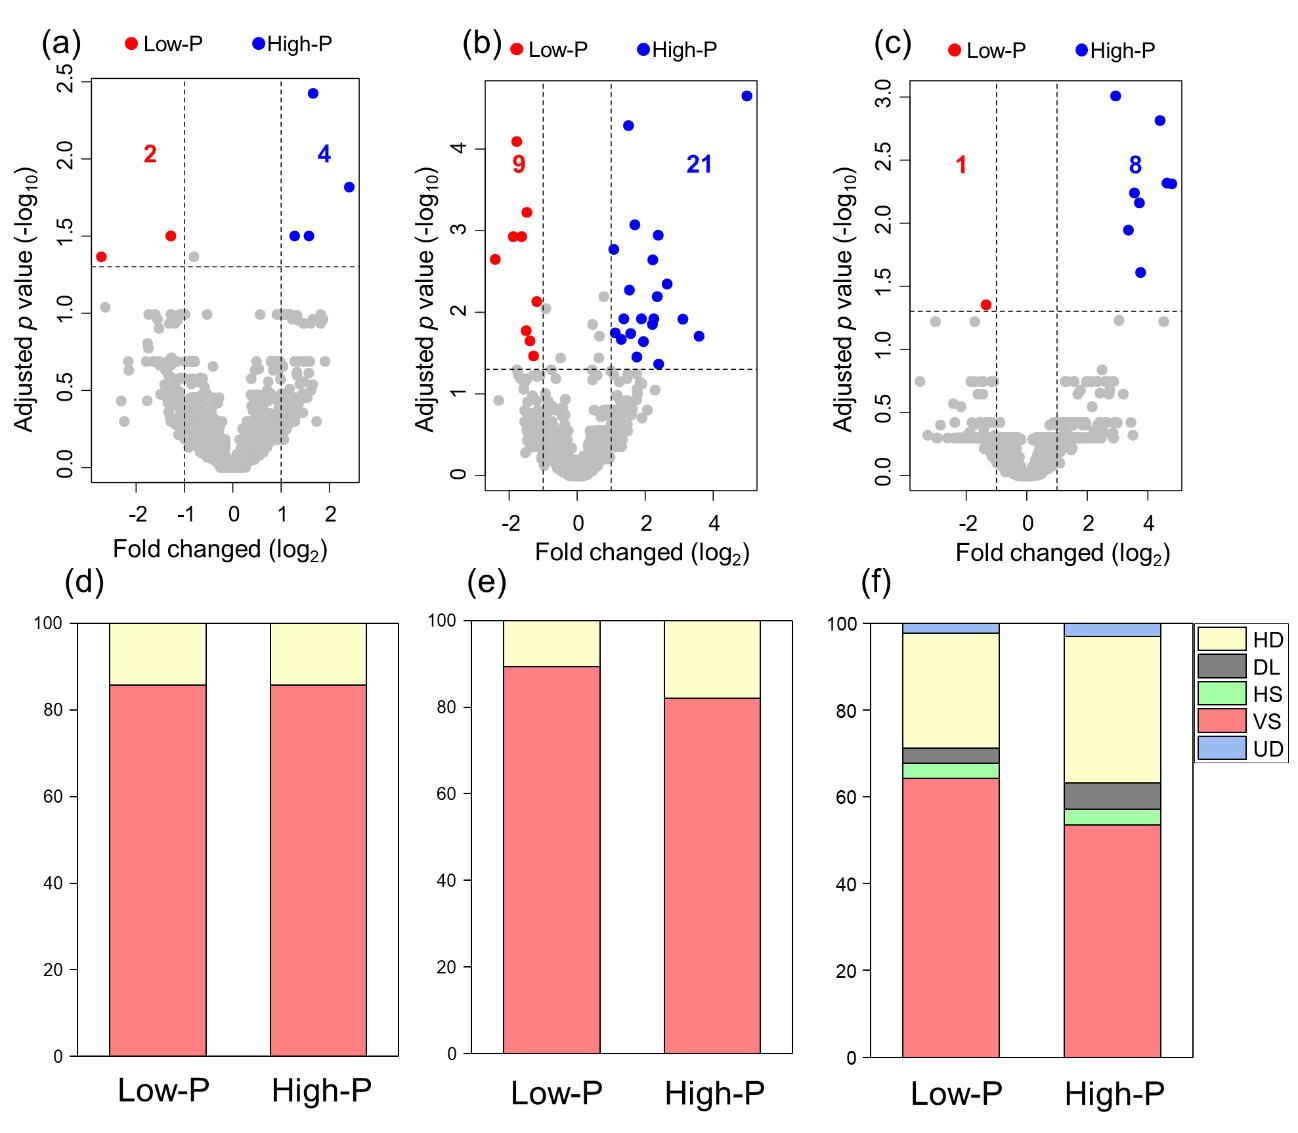 (a) Low-P High-P
2.5
2.0
1.5
1.0
0.5
0.0
Adjusted p value (-log10)
2 4
-2 -1 0 1 2
Fold changed (log2)
(b) Low-P High-P
4
3
2
1
0
Adjusted p value (-log10)
9 21
-2 0 2 4
Fold changed (log2)
(c) Low-P High-P
3.0
2.5
2.0
1.5
1.0
0.5
0.0
Adjusted p value (-log10)
1 8
-2 0 2 4
Fold changed (log2)
(d)
100
80
60
40
20
0
Low-P High-P
(e)
100
80
60
40
20
0
Low-P High-P
(f)
100
80
60
40
20
0
Low-P High-P
HD
DL
HS
VS
UD